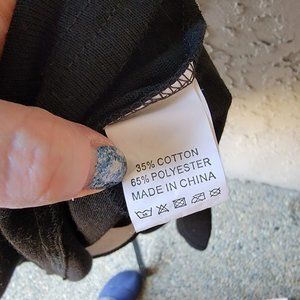 35% COTTON
65% POLYESTER
MADE IN CHINA